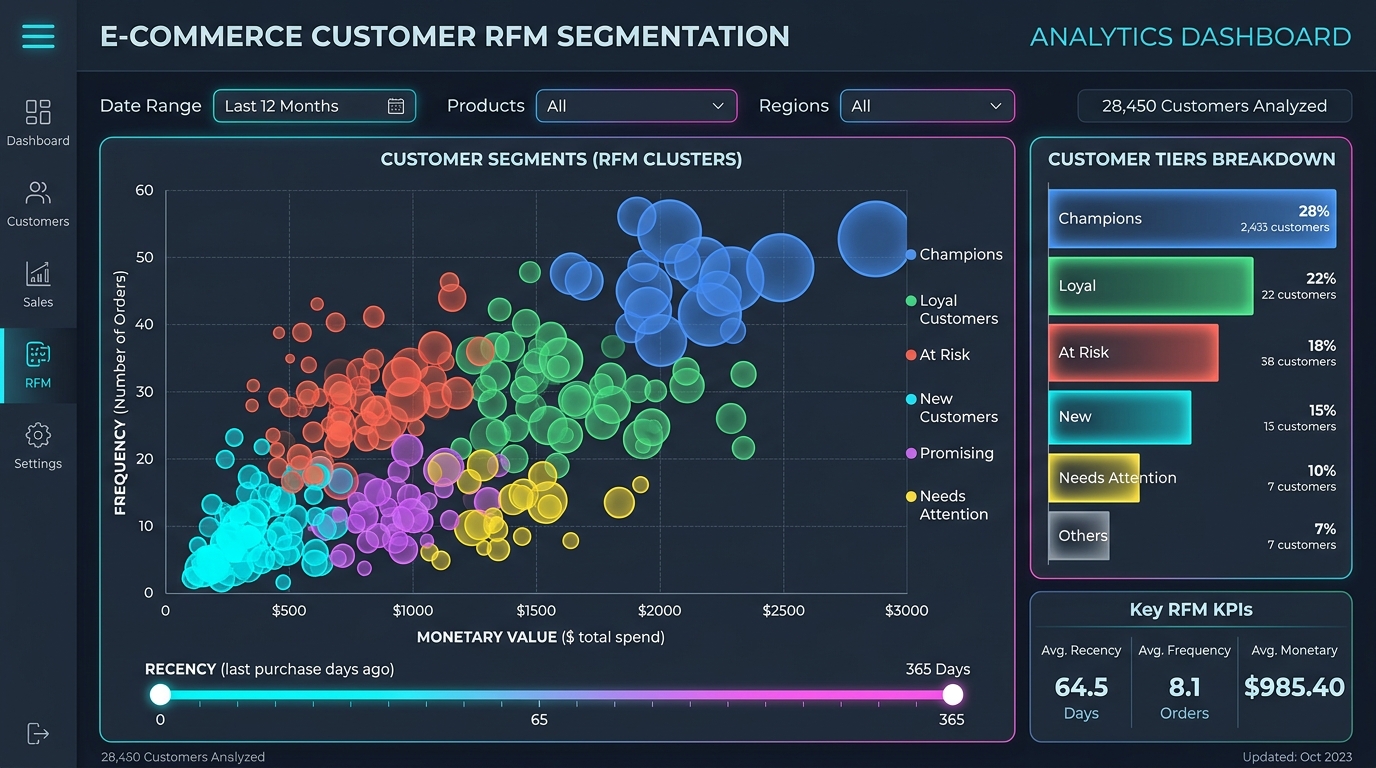 E-COMMERCE CUSTOMER RFM SEGMENTATION
ANALYTICS DASHBOARD
Dashboard
Customers
Sales
RFM
Settings
Date Range
Last 12 Months
Products
All
Regions
All
28,450 Customers Analyzed
CUSTOMER SEGMENTS (RFM CLUSTERS)
FREQUENCY (Number of Orders)
60
50
40
30
20
10
0
0
$500
$1000
$1500
$2000
$2500
$3000
MONETARY VALUE ($ total spend)
Champions
Loyal
Customers
At Risk
New
Customers
Promising
Needs
Attention
RECENCY (last purchase days ago)
365 Days
0
65
365
CUSTOMER TIERS BREAKDOWN
Champions
28%
2,433 customers
Loyal
22%
22 customers
At Risk
18%
38 customers
New
15%
13 customers
Needs Attention
10%
7 customers
Others
7%
7 customers
Key RFM KPIs
Avg. Recency
64.5
Days
Avg. Frequency
8.1
Orders
Avg. Monetary
$985.40
28,450 Customers Anslyzed
Updated: Oct 2023